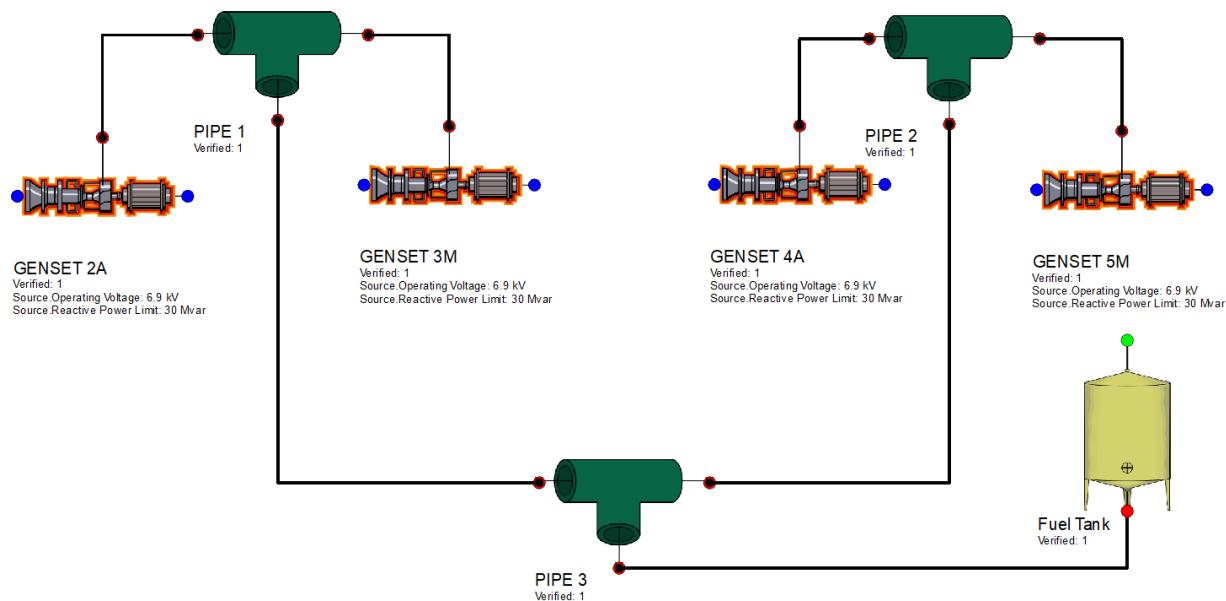 PIPE 1
Verified: 1
PIPE 2
Verified: 1
GENSET 2A
Verified: 1
Source.Operating Voltage: 6.9 kV
Source.Reactive Power Limit: 30 Mvar
GENSET 3M
Verified: 1
Source.Operating Voltage: 6.9 kV
Source.Reactive Power Limit: 30 Mvar
GENSET 4A
Verified: 1
Source.Operating Voltage: 6.9 kV
Source.Reactive Power Limit: 30 Mvar
GENSET 5M
Verified: 1
Source.Operating Voltage: 6.9 kV
Source.Reactive Power Limit: 30 Mvar
Fuel Tank
Verified: 1
PIPE 3
Verified: 1